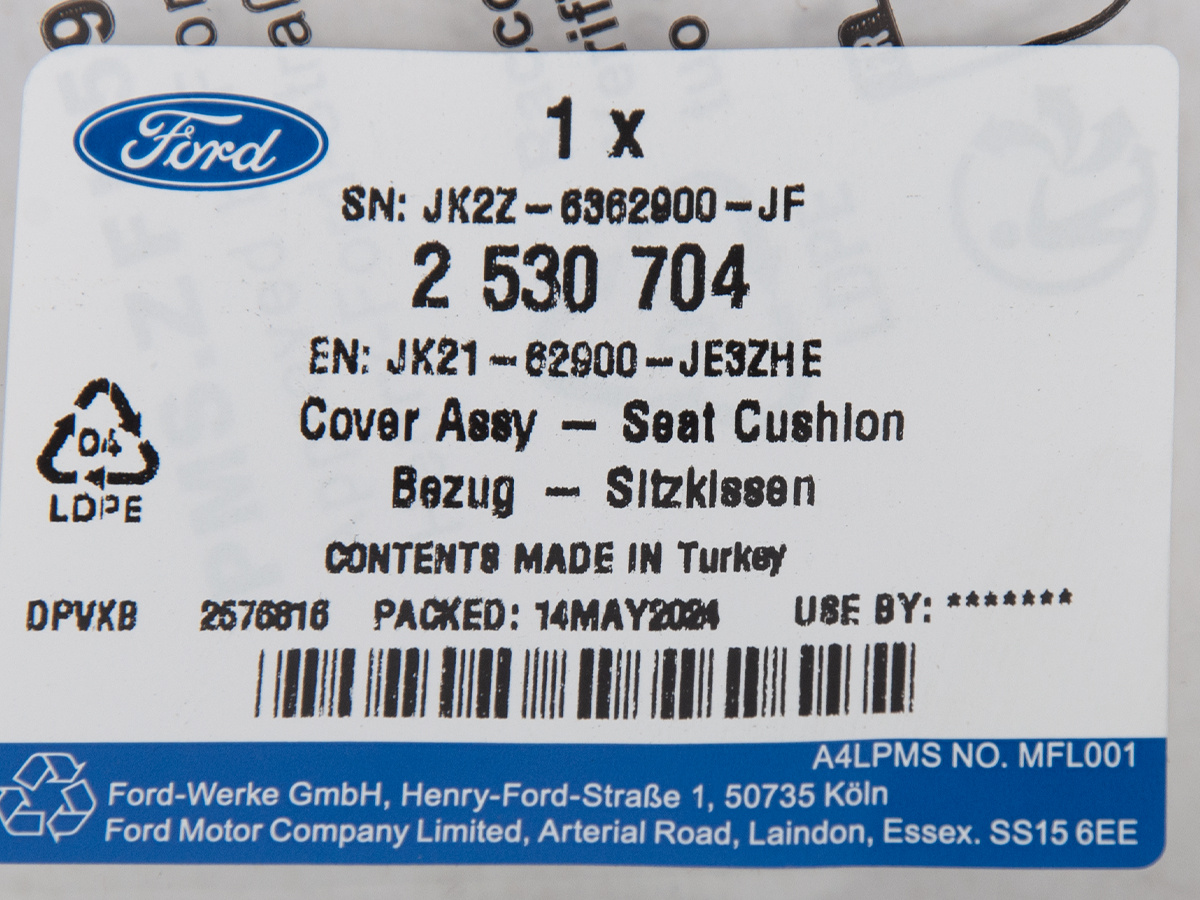 Ford
1 x
SN: JK2Z-6362900-JF
2 530 704
EN: JK21-62900-JE3ZHE
Cover Assy - Seat Cushion
Bezug - Sitzkissen
04
LDPE
CONTENTS MADE IN Turkey
DPVXB 2576816 PACKED: 14MAY2024 USE BY: *******
A4LPMS NO. MFL001
Ford-Werke GmbH, Henry-Ford-Straße 1, 50735 Köln
Ford Motor Company Limited, Arterial Road, Laindon, Essex. SS15 6EE